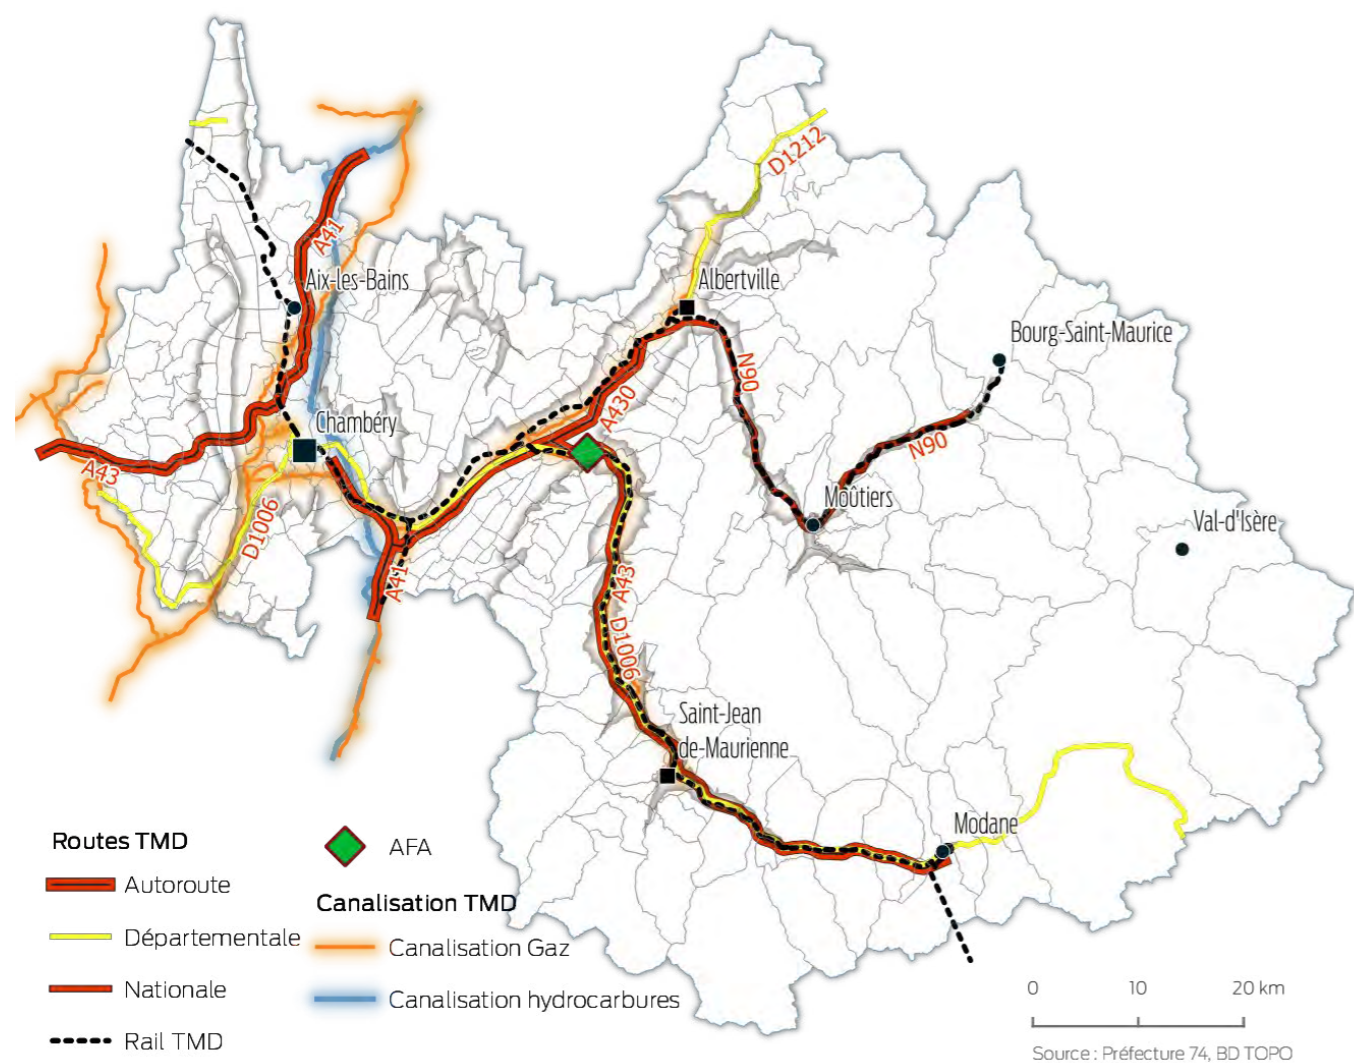 D1212
A41
Aix-les-Bains
Albertville
Bourg-Saint-Maurice
N90
A430
Chambéry
N90
A43
Moûtiers
Val-d'Isère
D1006
A41
A43
D1006
Saint-Jean
de-Maurienne
Modane
Routes TMD
Autoroute
Départementale
Nationale
Rail TMD
AFA
Canalisation TMD
Canalisation Gaz
Canalisation hydrocarbures
0 10 20 km
Source : Préfecture 74, BD TOPO